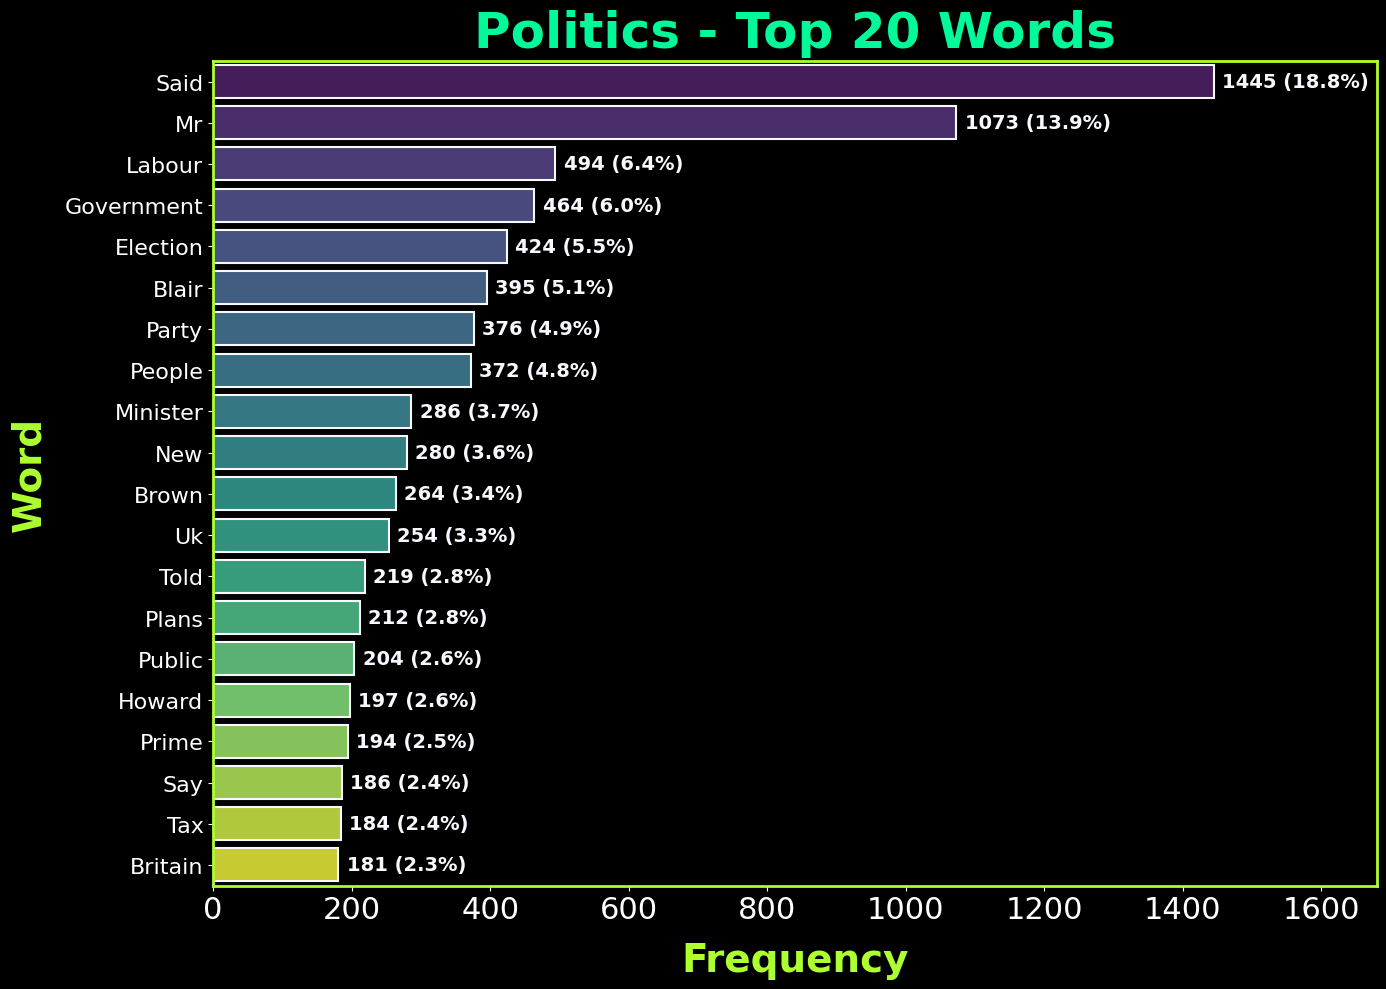 Politics - Top 20 Words
Said 1445 (18.8%)
Mr 1073 (13.9%)
Labour 494 (6.4%)
Government 464 (6.0%)
Election 424 (5.5%)
Blair 395 (5.1%)
Party 376 (4.9%)
People 372 (4.8%)
Minister 286 (3.7%)
New 280 (3.6%)
Brown 264 (3.4%)
Uk 254 (3.3%)
Told 219 (2.8%)
Plans 212 (2.8%)
Public 204 (2.6%)
Howard 197 (2.6%)
Prime 194 (2.5%)
Say 186 (2.4%)
Tax 184 (2.4%)
Britain 181 (2.3%)
Word
0 200 400 600 800 1000 1200 1400 1600
Frequency